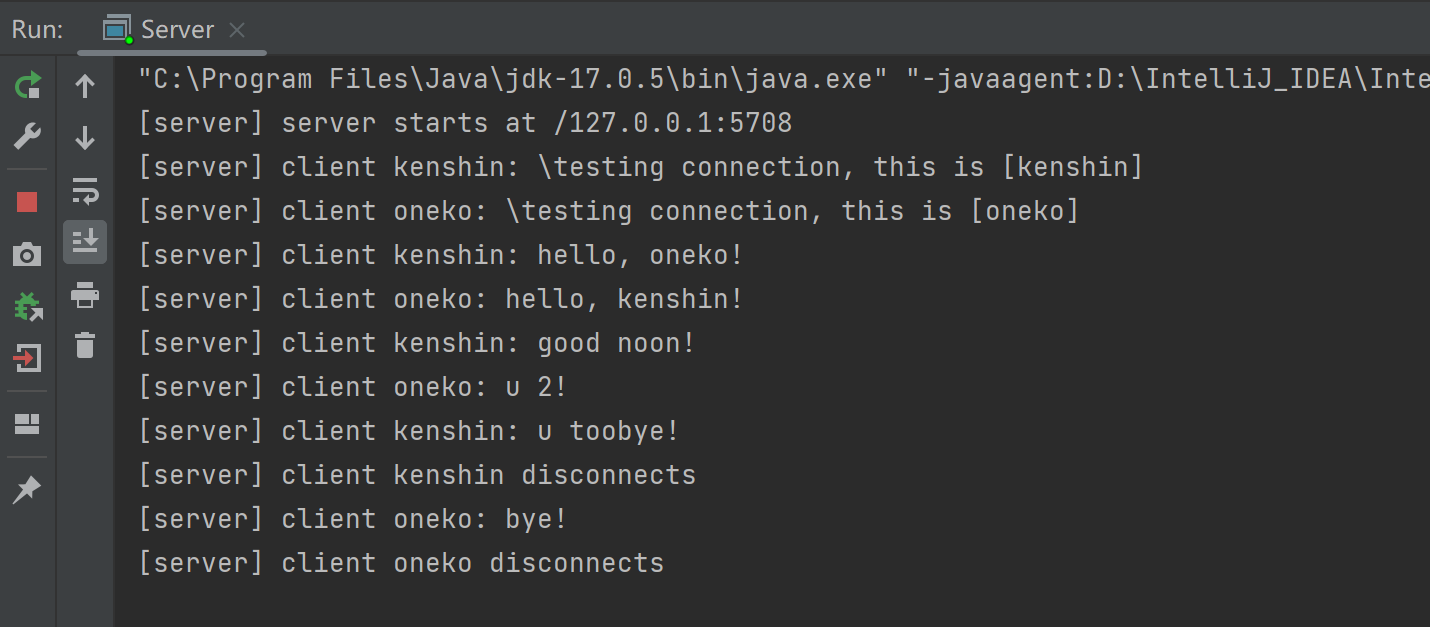 Run: Server
"C:\Program Files\Java\jdk-17.0.5\bin\java.exe" "-javaagent:D:\IntelliJ_IDEA\Inte
[server] server starts at /127.0.0.1:5708
[server] client kenshin: \testing connection, this is [kenshin]
[server] client oneko: \testing connection, this is [oneko]
[server] client kenshin: hello, oneko!
[server] client oneko: hello, kenshin!
[server] client kenshin: good noon!
[server] client oneko: u 2!
[server] client kenshin: u toobye!
[server] client kenshin disconnects
[server] client oneko: bye!
[server] client oneko disconnects